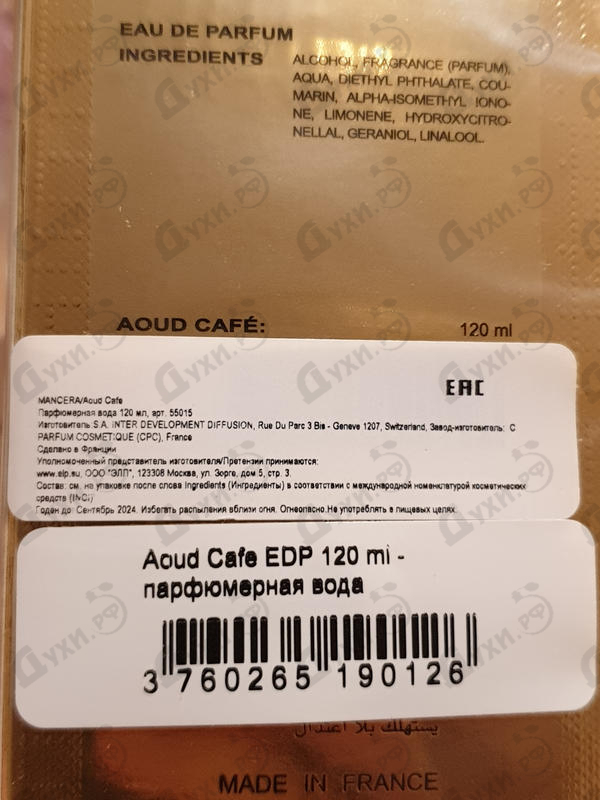 EAU DE PARFUM
INGREDIENTS
ALCOHOL, FRAGRANCE (PARFUM),
AQUA, DIETHYL PHTHALATE, COU-
MARIN, ALPHA-ISOMETHYL IONO-
NE, LIMONENE, HYDROXYCITRO-
NELLAL, GERANIOL, LINALOOL.
AOUD CAFÉ:
120 ml
EAC
MANCERA/Aoud Cafe
Парфюмерная вода 120 мл, арт. 55015
Изготовитель S.A. INTER DEVELOPMENT DIFFUSION, Rue Du Parc 3 Bis - Geneve 1207, Switzerland, Завод-изготовитель: C
PARFUM COSMETIQUE (CPC), France
Сделано в Франции
Уполномоченный представитель изготовителя/Претензии принимаются:
www.elp.su, ООО "ЭЛП", 123308 Москва, ул. Зорге, дом 5, стр. 3.
Состав: см. на упаковке после слова Ingredients (Ингредиенты) в соответствии с международной номенклатурой косметических
средств (INCI)
Годен до: Сентябрь 2024. Избегать распыления вблизи огня. Огнеопасно.Не употреблять в пищевых целях.
Aoud Cafe EDP 120 ml -
парфюмерная вода
3 760265 190126
يستهلك بلا اعتدال
MADE IN FRANCE
Духи.рф